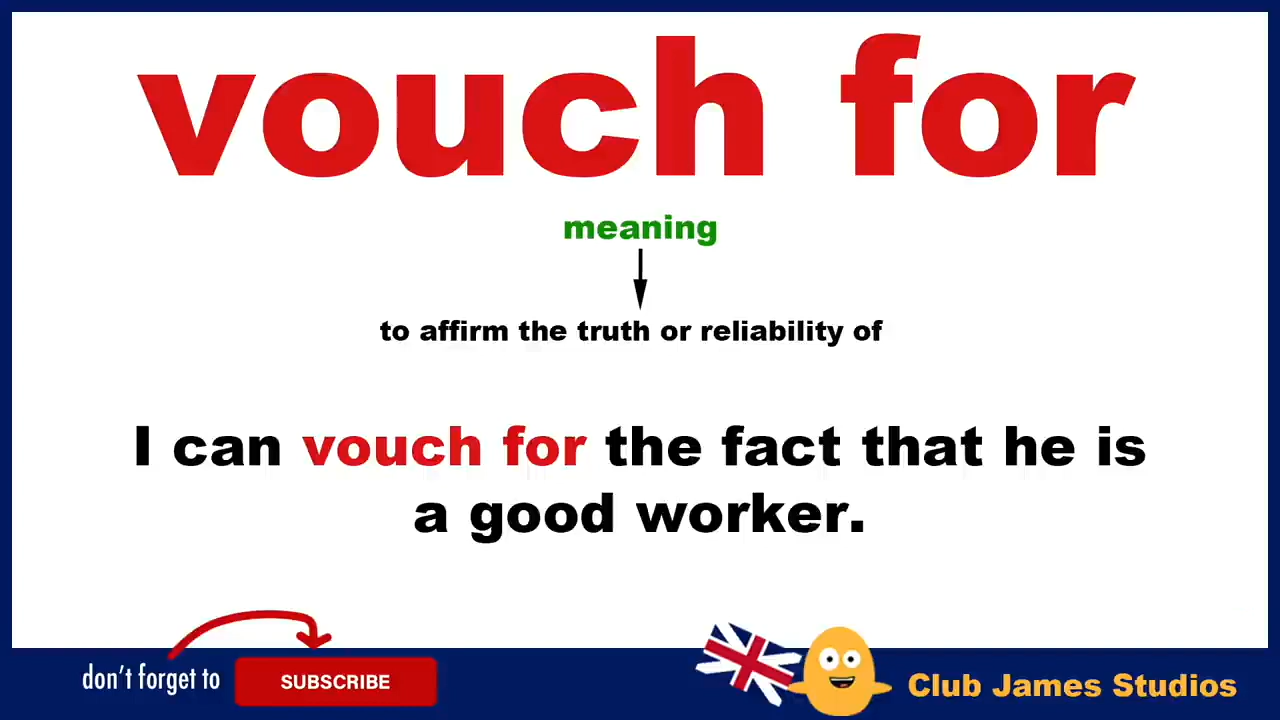 vouch for
meaning
to affirm the truth or reliability of
I can vouch for the fact that he is
a good worker.
don't forget to
SUBSCRIBE
Club James Studios